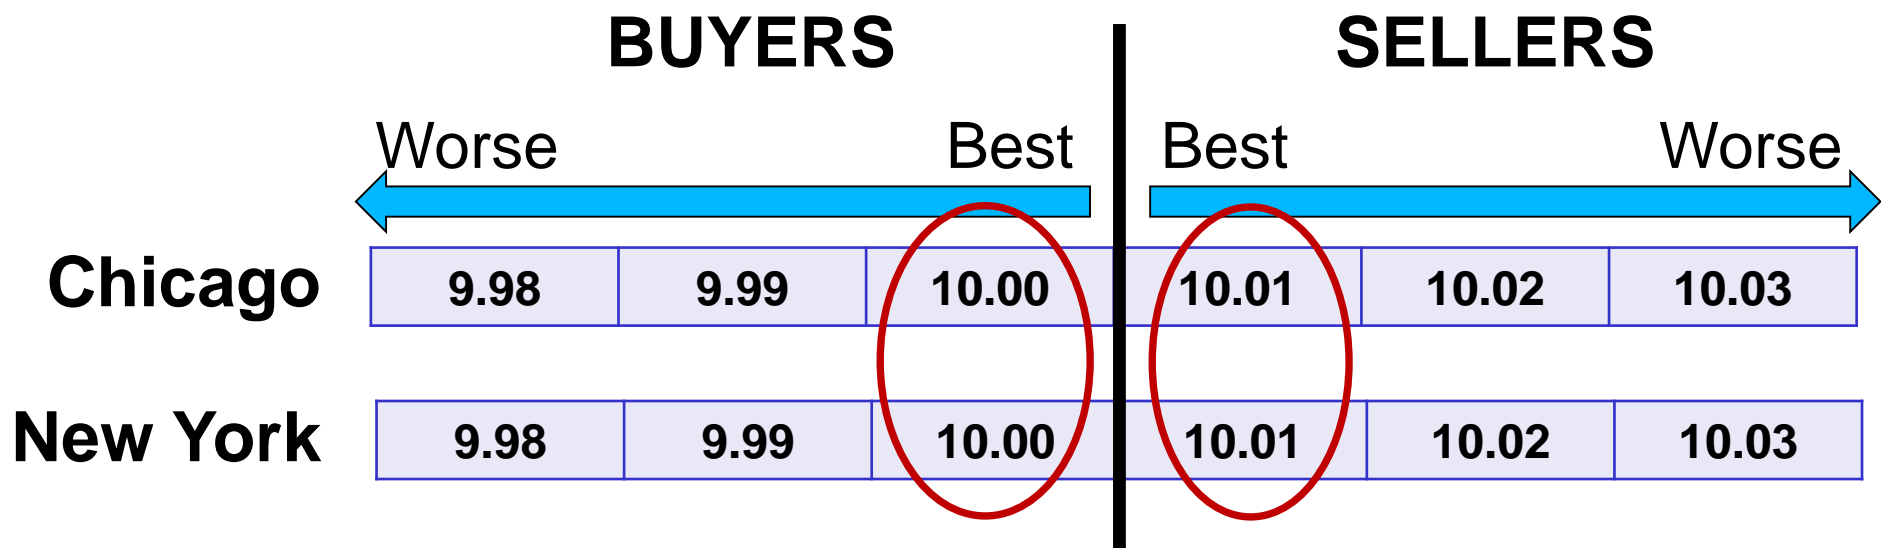 BUYERS SELLERS
Worse Best Best Worse
Chicago 9.98 9.99 10.00 10.01 10.02 10.03
New York 9.98 9.99 10.00 10.01 10.02 10.03